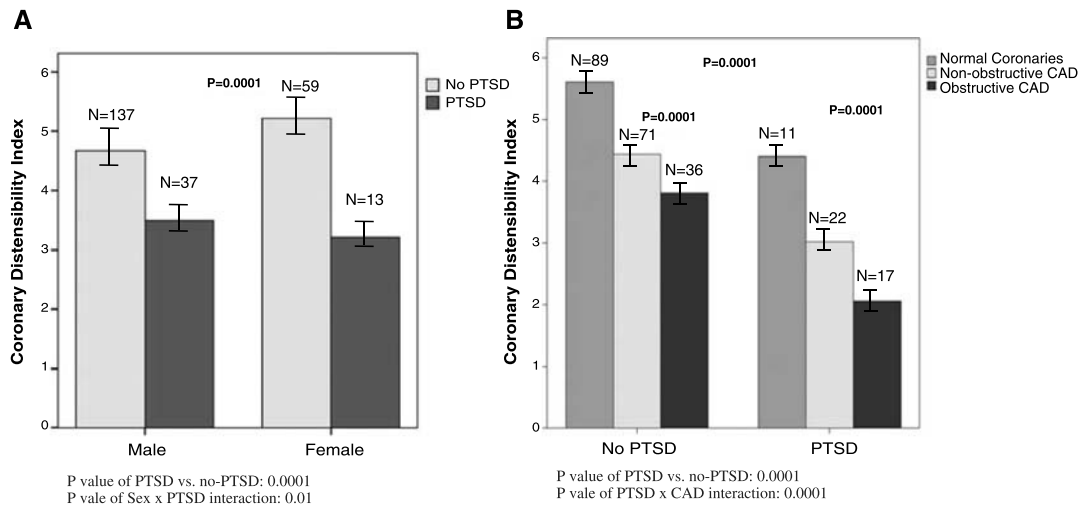 A
Coronary Distensibility Index
6
5
4
3
2
1
0
P=0.0001
N=137
N=37
N=59
N=13
No PTSD
PTSD
Male
Female
P value of PTSD vs. no-PTSD: 0.0001
P vale of Sex x PTSD interaction: 0.01
B
Coronary Distensibility Index
6
5
4
3
2
1
0
P=0.0001
N=89
P=0.0001
N=71
N=36
P=0.0001
N=11
N=22
N=17
Normal Coronaries
Non-obstructive CAD
Obstructive CAD
No PTSD
PTSD
P value of PTSD vs. no-PTSD: 0.0001
P vale of PTSD x CAD interaction: 0.0001